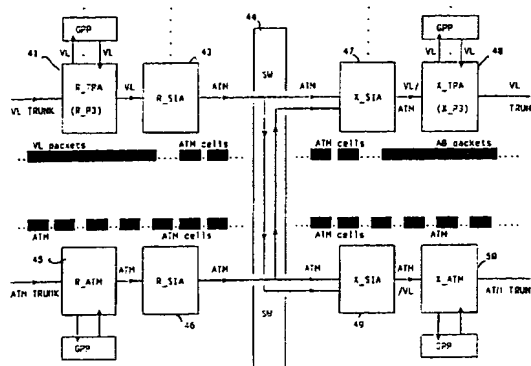 GPP
44
GPP
41
VL
VL
43
47
VL
VL
48
R_TPA
(R_P3)
VL
R_SIA
ATM
SW
ATM
X_SIA
VL/
ATM
X_TPA
(X_P3)
VL
VL TRUNK
TRUN
VL packets
ATM cells
ATM cells
AB packets
ATM
ATM cells
ATM cells
ATM
45
50
R_ATM
ATM
R_SIA
ATM
ATM
X_SIA
ATM
/VL
X_ATM
ATM
ATM TRUNK
46
SW
49
GPP
GPP